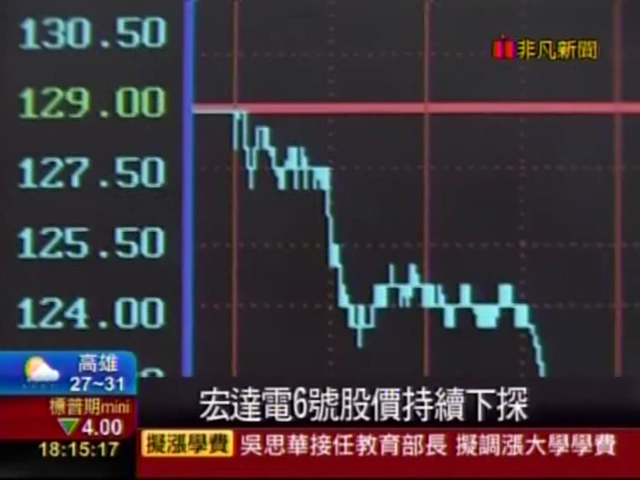 130.50
非凡新聞
129.00
127.50
125.50
124.00
高雄
27~31
標普期mini
▼4.00
18:15:17
宏達電6號股價持續下探
擬漲學費
吳思華接任教育部長 擬調漲大學學費